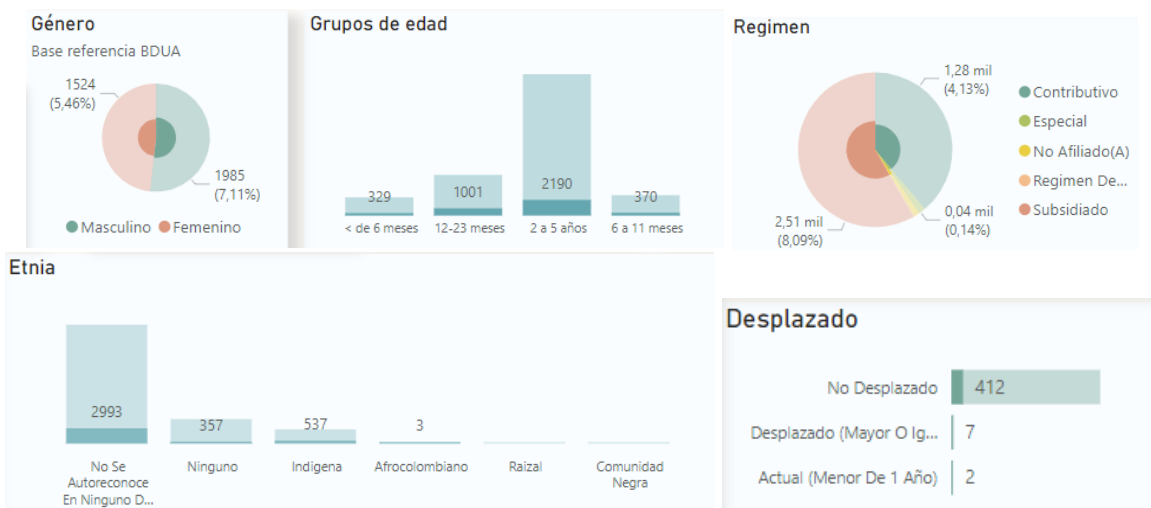 Género
Base referencia BDUA
1524
(5,46%)
1985
(7,11%)
Masculino
Femenino
Grupos de edad
329
1001
2190
370
< de 6 meses
12-23 meses
2 a 5 años
6 a 11 meses
Regimen
1,28 mil
(4,13%)
0,04 mil
(0,14%)
2,51 mil
(8,09%)
Contributivo
Especial
No Afiliado(A)
Regimen De...
Subsidiado
Etnia
2993
357
537
3
No Se
Autoreconoce
En Ninguno D...
Ninguno
Indigena
Afrocolombiano
Raizal
Comunidad
Negra
Desplazado
No Desplazado
412
Desplazado (Mayor O Ig...
7
Actual (Menor De 1 Año)
2